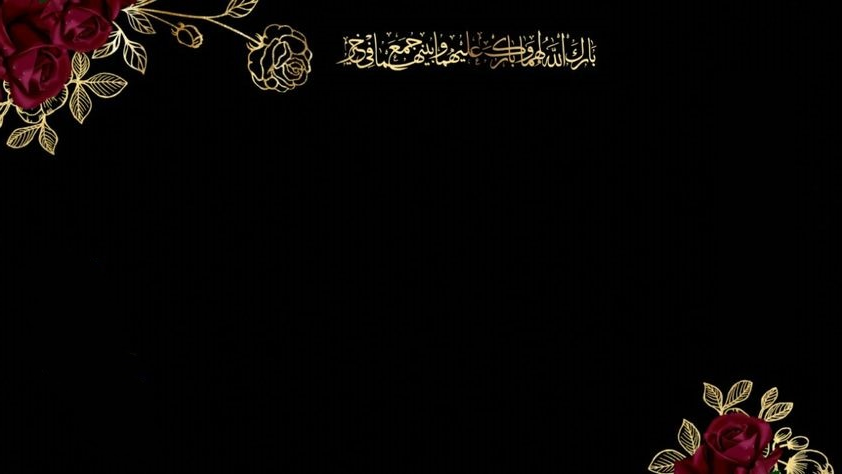 بارك الله لهما وبارك عليهما وجمع بينهما في خير